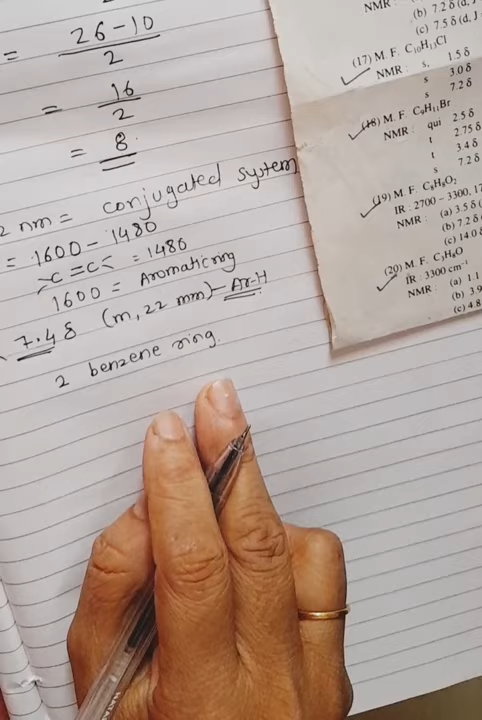 = 26-10
2
= 16
2
= 8
2 nm = conjugated system
= 1600 - 1480
>C=C< = 1480
1600 = Aromatic ring
7.4 δ (m, 22 mm) - Ar-H
2 benzene ring.
NMR
(b) 7.2 δ (d, J
(c) 7.5 δ (d, J
(17) M. F. C10H13Cl
NMR : s, 1.5 δ
s 3.0 δ
s 7.2 δ
(18) M. F. C9H11Br
NMR : qui 2.5 δ
t 2.75 δ
t 3.4 δ
s 7.2 δ
(19) M. F. C8H8O2
IR : 2700 - 3300, 17
NMR : (a) 3.5 δ (
(b) 7.2 δ (
(c) 14.0 δ
(20) M. F. C3H8O
IR : 3300 cm-1
NMR : (a) 1.1
(b) 3.9
(c) 4.8